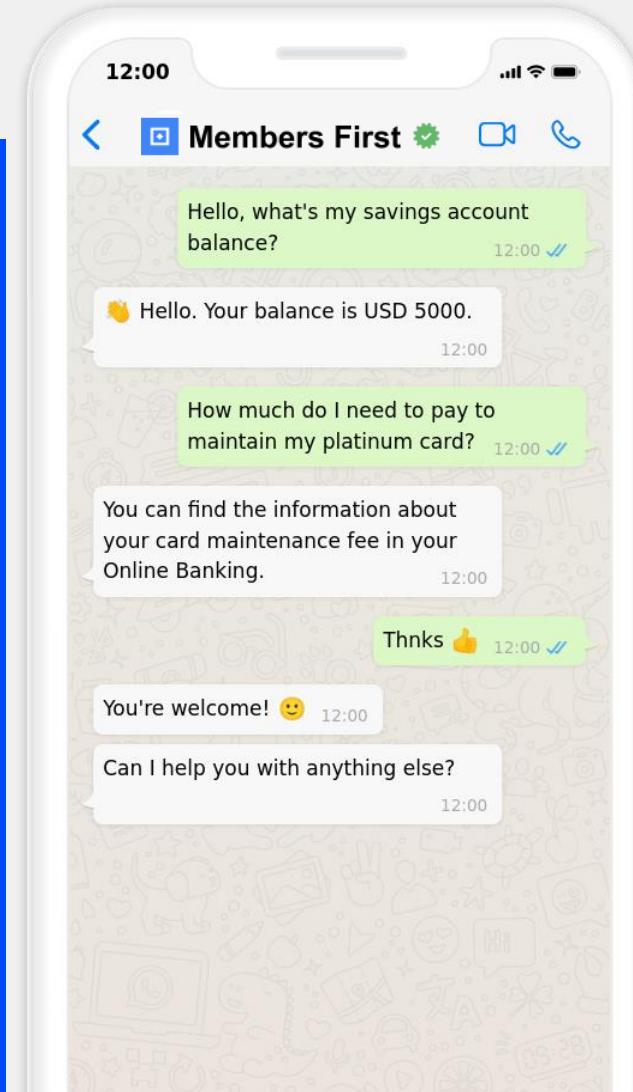 12:00
Members First
Hello, what's my savings account
balance?
12:00
👋 Hello. Your balance is USD 5000.
12:00
How much do I need to pay to
maintain my platinum card?
12:00
You can find the information about
your card maintenance fee in your
Online Banking.
12:00
Thnks 👍 12:00
You're welcome! 🙂 12:00
Can I help you with anything else?
12:00
Hi
09:28